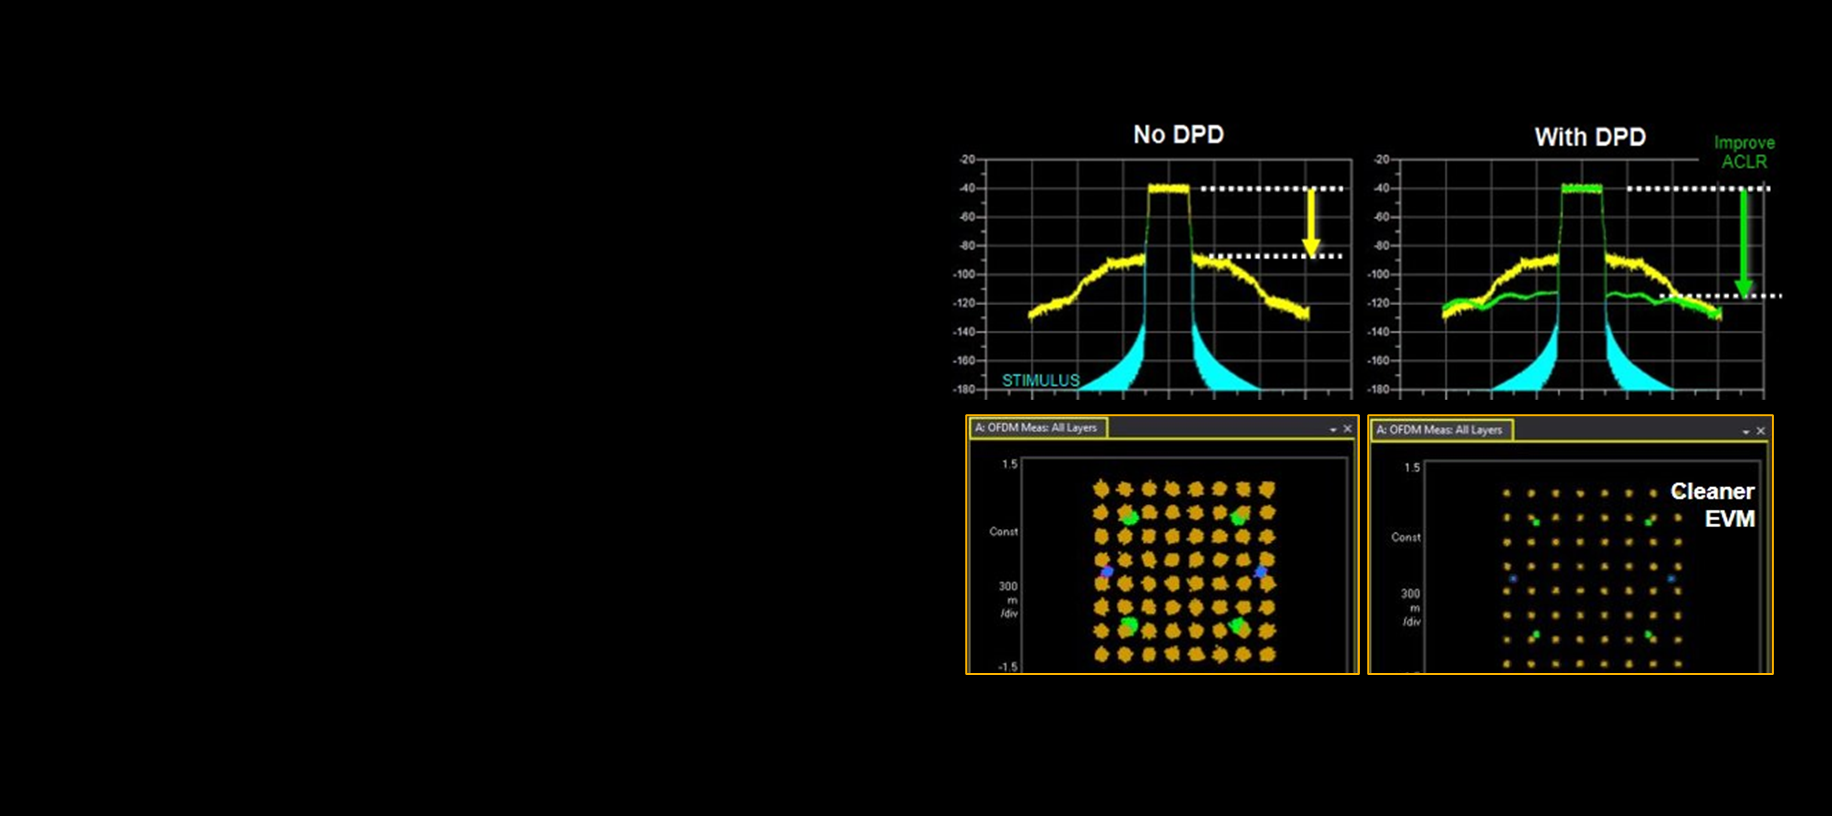 No DPD
With DPD
Improve
ACLR
-20
-40
-60
-80
-100
-120
-140
-160
-180
STIMULUS
-20
-40
-60
-80
-100
-120
-140
-160
-180
A: OFDM Meas: All Layers
1.5
Const
300
m
/div
-1.5
A: OFDM Meas: All Layers
1.5
Cleaner
EVM
Const
300
m
/div